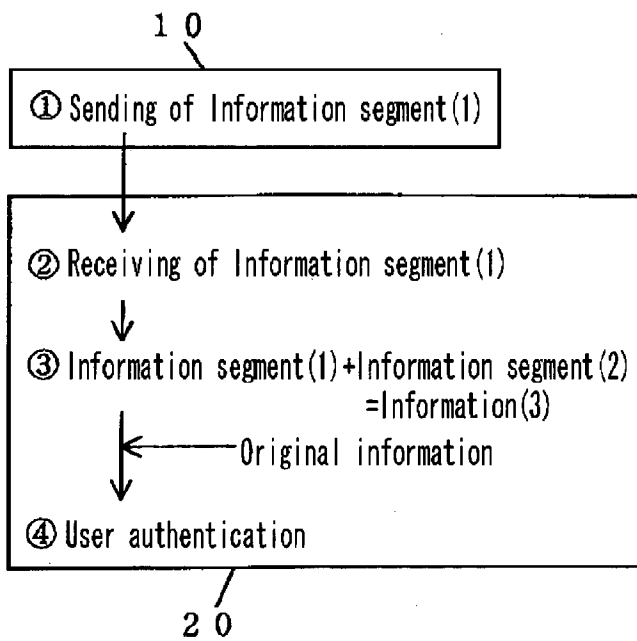 10
① Sending of Information segment(1)
② Receiving of Information segment(1)
③ Information segment(1)+Information segment(2)
=Information(3)
Original information
④ User authentication
20